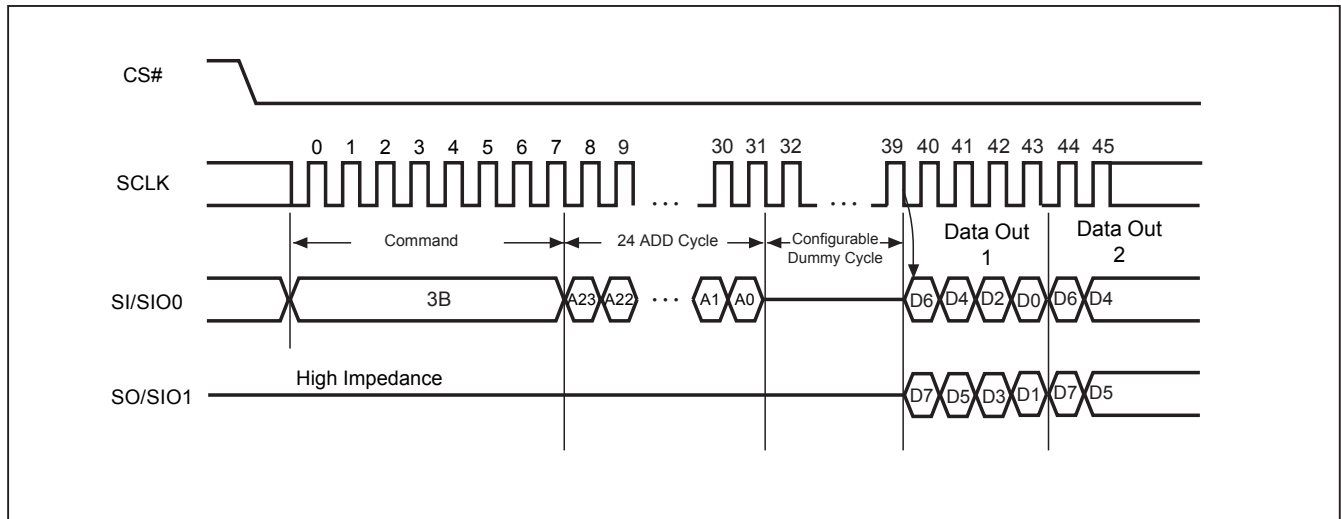 CS#
0 1 2 3 4 5 6 7 8 9 30 31 32 39 40 41 42 43 44 45
SCLK
... ...
Command 24 ADD Cycle Configurable Dummy Cycle Data Out 1 Data Out 2
SI/SIO0 3B A23 A22 ... A1 A0 D6 D4 D2 D0 D6 D4
High Impedance
SO/SIO1 D7 D5 D3 D1 D7 D5